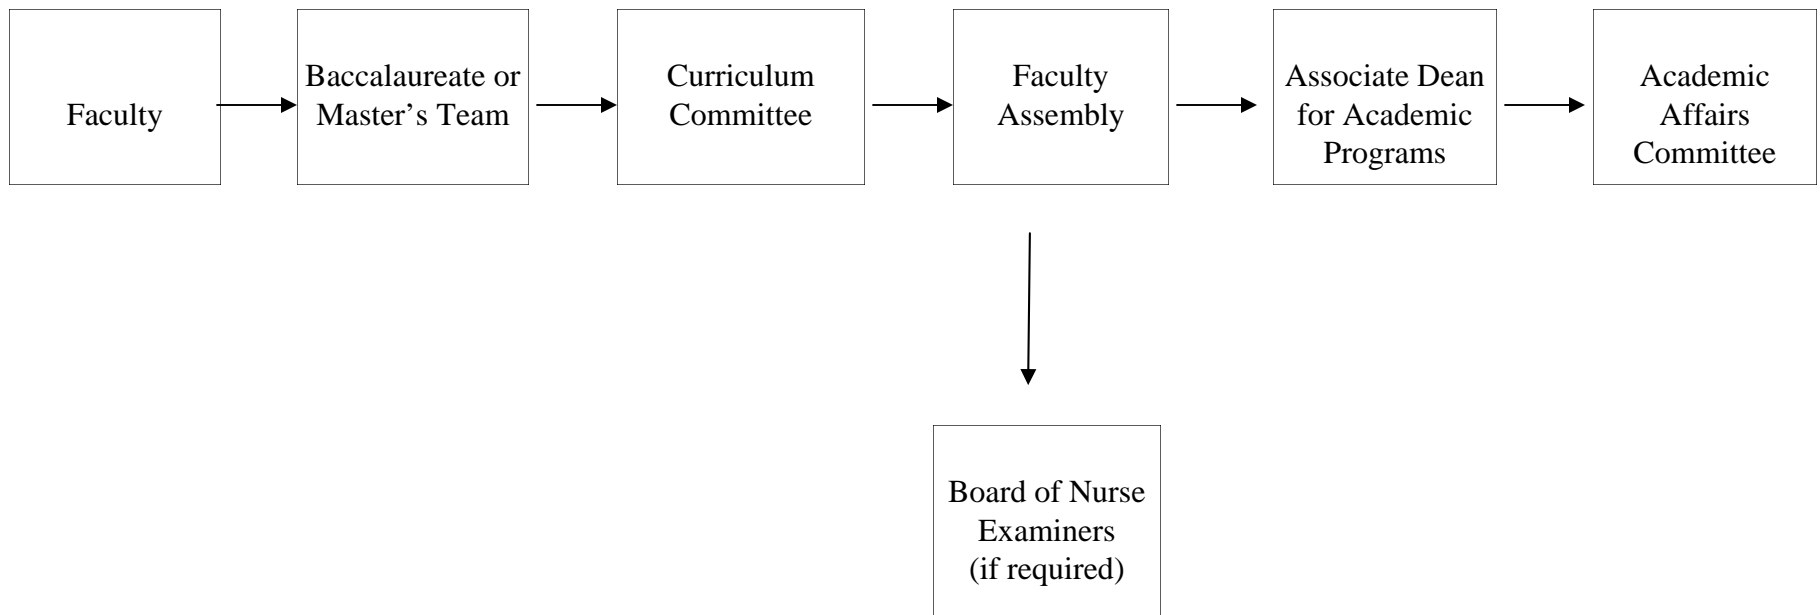 Faculty
Baccalaureate or
Master’s Team
Curriculum
Committee
Faculty
Assembly
Associate Dean
for Academic
Programs
Academic
Affairs
Committee
Board of Nurse
Examiners
(if required)